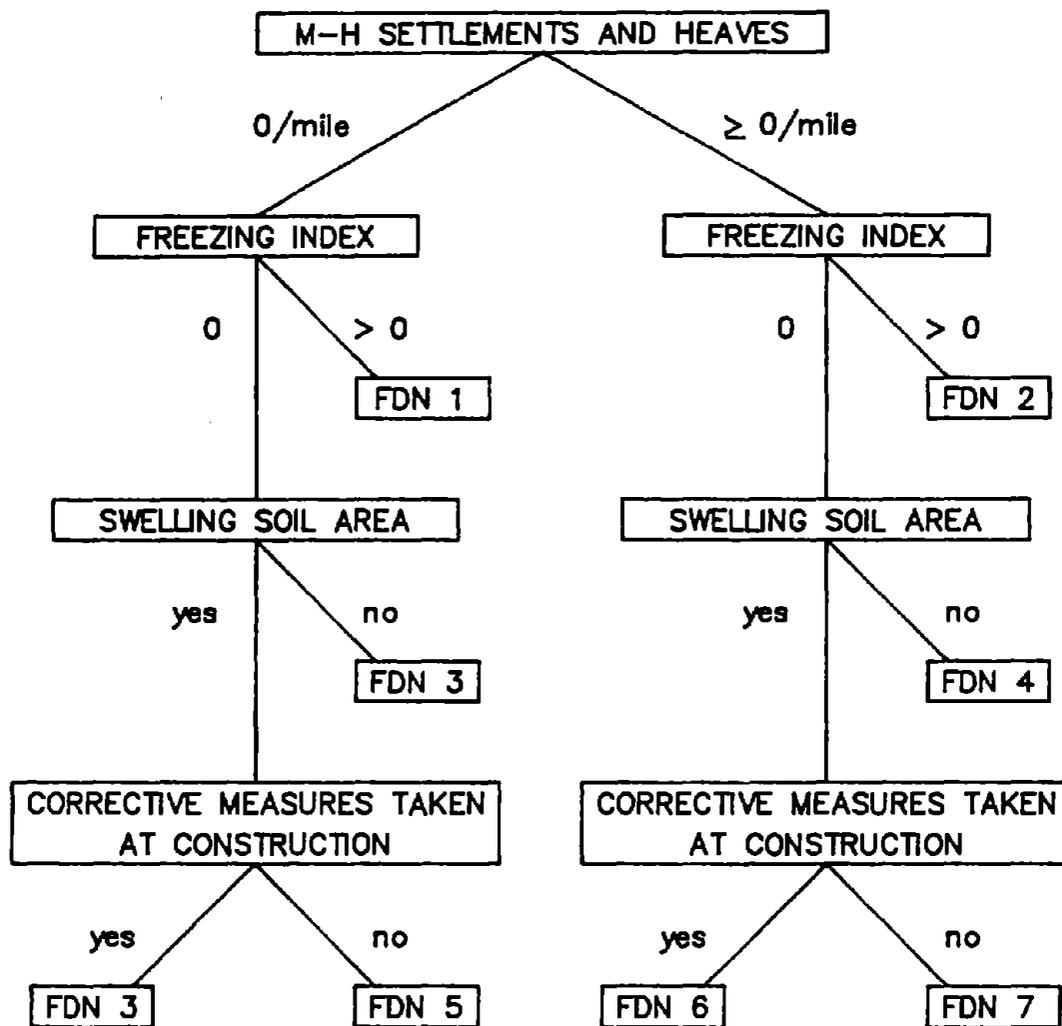 M-H SETTLEMENTS AND HEAVES
0/mile
≥ 0/mile
FREEZING INDEX
FREEZING INDEX
0
> 0
0
> 0
FDN 1
FDN 2
SWELLING SOIL AREA
SWELLING SOIL AREA
yes
no
yes
no
FDN 3
FDN 4
CORRECTIVE MEASURES TAKEN
AT CONSTRUCTION
CORRECTIVE MEASURES TAKEN
AT CONSTRUCTION
yes
no
yes
no
FDN 3
FDN 5
FDN 6
FDN 7